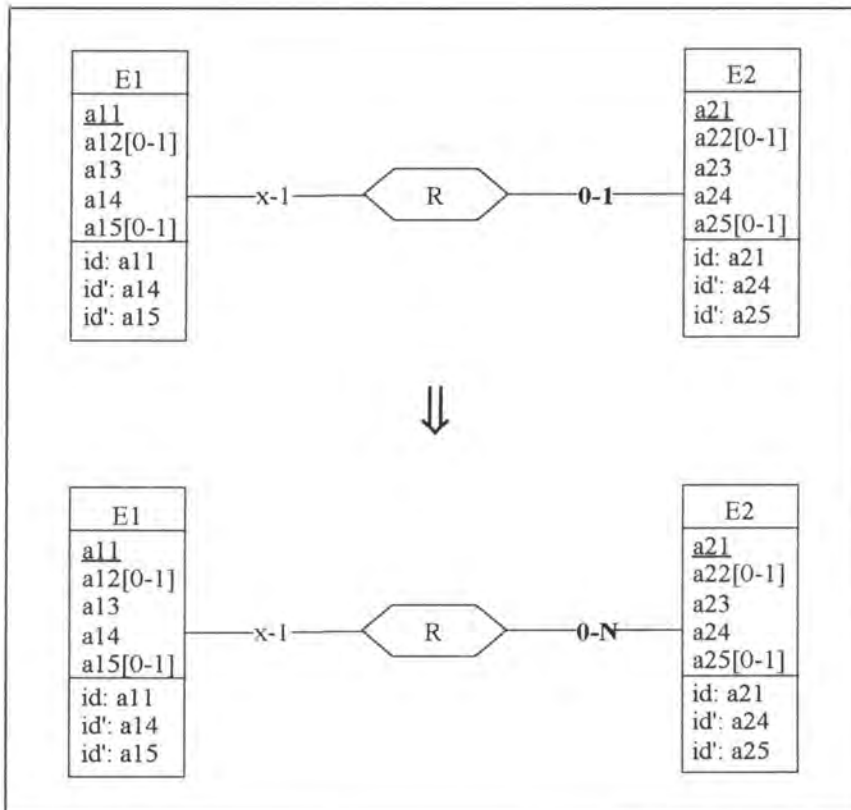 E1
a11
a12[0-1]
a13
a14
a15[0-1]
id: a11
id': a14
id': a15
x-1
R
0-1
E2
a21
a22[0-1]
a23
a24
a25[0-1]
id: a21
id': a24
id': a25
⇓
E1
a11
a12[0-1]
a13
a14
a15[0-1]
id: a11
id': a14
id': a15
x-1
R
0-N
E2
a21
a22[0-1]
a23
a24
a25[0-1]
id: a21
id': a24
id': a25